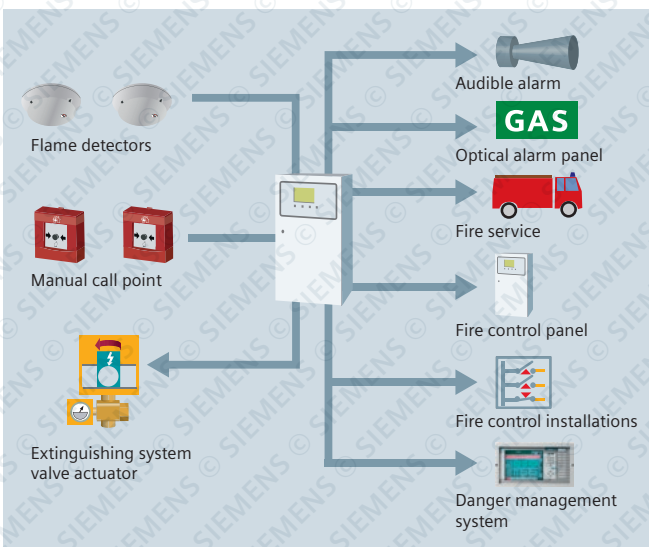 Flame detectors
Manual call point
Extinguishing system
valve actuator
Audible alarm
GAS
Optical alarm panel
Fire service
Fire control panel
Fire control installations
Danger management
system
SIEMENS ©